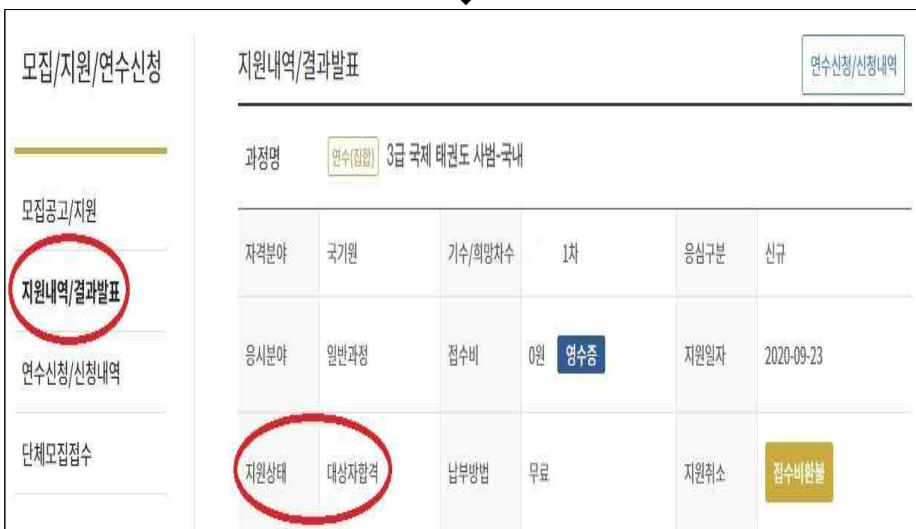 모집/지원/연수신청
모집공고/지원
지원내역/결과발표
연수신청/신청내역
단체모집접수
지원내역/결과발표
연수신청/신청내역
과정명 연수(집합) 3급 국제 태권도 사범-국내
자격분야 국기원 기수/희망차수 1차 응심구분 신규
응시분야 일반과정 접수비 0원 영수증 지원일자 2020-09-23
지원상태 대상자합격 납부방법 무료 지원취소 접수비환불